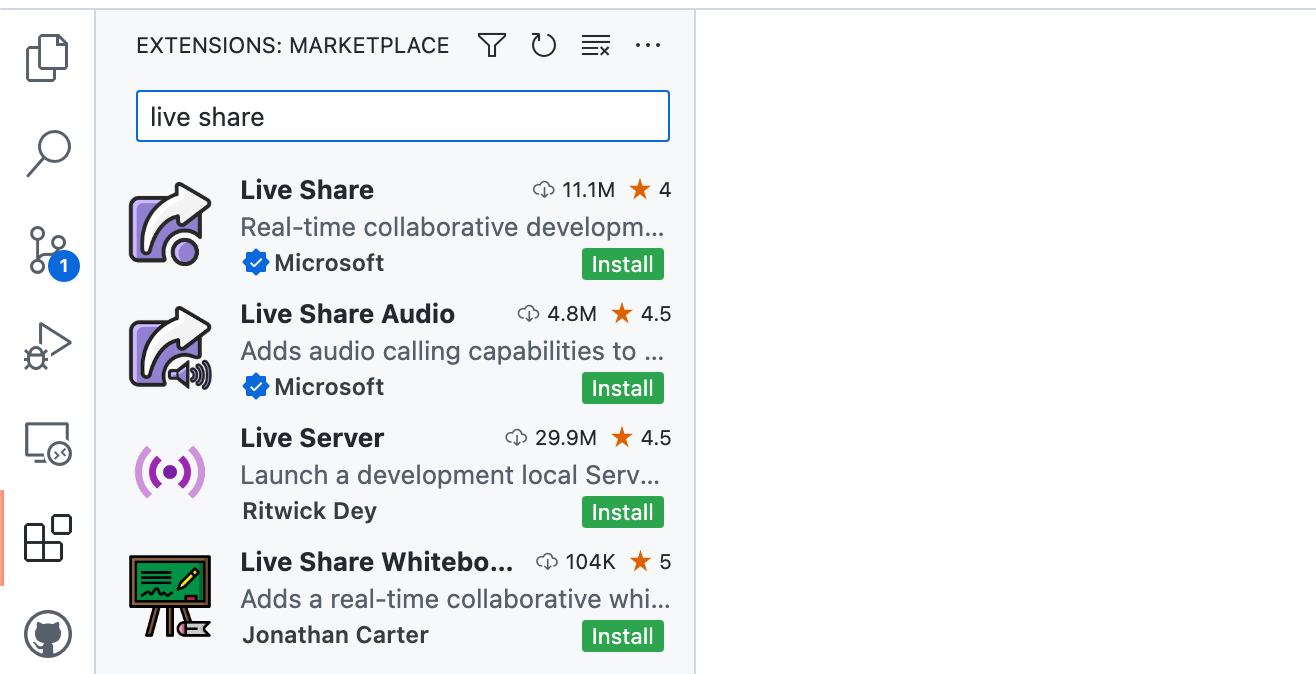 EXTENSIONS: MARKETPLACE
live share
Live Share 11.1M 4
Real-time collaborative developm...
Microsoft Install
1
Live Share Audio 4.8M 4.5
Adds audio calling capabilities to ...
Microsoft Install
Live Server 29.9M 4.5
Launch a development local Serv...
Ritwick Dey Install
Live Share Whitebo... 104K 5
Adds a real-time collaborative whi...
Jonathan Carter Install